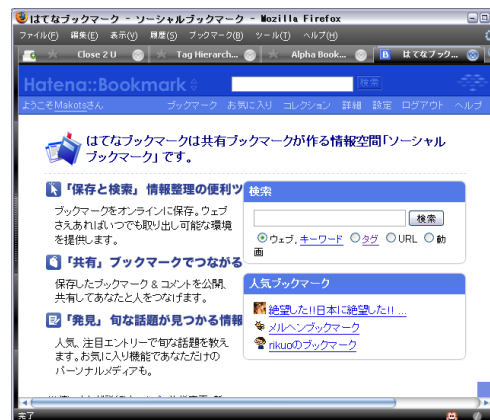 はてなブックマーク - ソーシャルブックマーク - Mozilla Firefox
ファイル(F) 編集(E) 表示(V) 履歴(S) ブックマーク(B) ツール(T) ヘルプ(H)
Close 2 U Tag Hierarch... Alpha Book... はてなブック...
Hatena::Bookmark 検索
ようこそMakotsさん ブックマーク お気に入り コレクション 詳細 設定 ログアウト ヘルプ
はてなブックマークは共有ブックマークが作る情報空間「ソーシャル
ブックマーク」です。
「保存と検索」 情報整理の便利ツ
ブックマークをオンラインに保存。ウェブ
さえあればいつでも取り出し可能な環境
を提供します。
「共有」 ブックマークでつながる
保存したブックマーク & コメントを公開、
共有してあなたと人をつなげます。
「発見」 旬な話題が見つかる情報
人気、注目エントリーで旬な話題を教え
ます。お気に入り機能であなただけの
パーソナルメディアも。
検索
検索
ウェブ, キーワード タグ URL 動
画
人気ブックマーク
絶望した!!日本に絶望した!! ...
メルヘンブックマーク
rikuoのブックマーク
完了